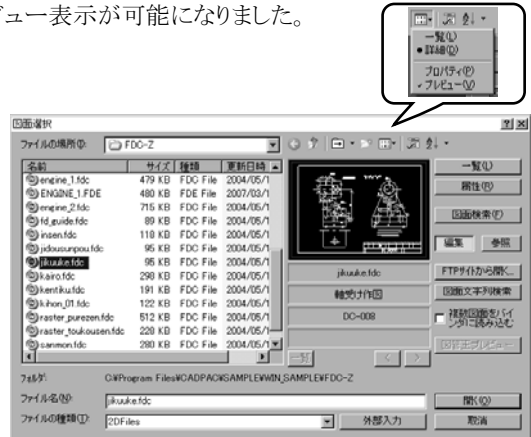 ビュー表示が可能になりました。
一覧(L)
詳細(D)
プロパティ(P)
プレビュー(V)
図面選択
ファイルの場所(I): FDC-Z
名前 サイズ 種類 更新日時
engine_1.fdc 479 KB FDC File 2004/05/1
ENGINE_1.FDE 480 KB FDE File 2007/03/1
engine_2.fdc 715 KB FDC File 2004/05/1
fd_guide.fdc 89 KB FDC File 2004/05/1
insen.fdc 118 KB FDC File 2004/05/1
jidousunpou.fdc 95 KB FDC File 2004/05/1
jikuuke.fdc 95 KB FDC File 2004/05/1
kairo.fdc 298 KB FDC File 2004/05/1
kentiku.fdc 191 KB FDC File 2004/05/1
kihon_01.fdc 122 KB FDC File 2004/05/1
raster_purezen.fdc 512 KB FDC File 2004/05/1
raster_toukousen.fdc 228 KB FDC File 2004/05/1
sanmon.fdc 280 KB FDC File 2004/05/1
jikuuke.fdc
軸受け作図
DC-008
一覧
一覧(L)
属性(R)
図面検索(F)
編集 参照
FTPサイトから開く...
図面文字列検索
複数図面をバイ
ンダに読み込む
図管主プレビュー
フォルダ: C:¥Program Files¥CADPAC¥SAMPLE¥WIN_SAMPLE¥FDC-Z
ファイル名(N): jikuuke.fdc 開く(O)
ファイルの種類(T): 2DFiles 外部入力 取消